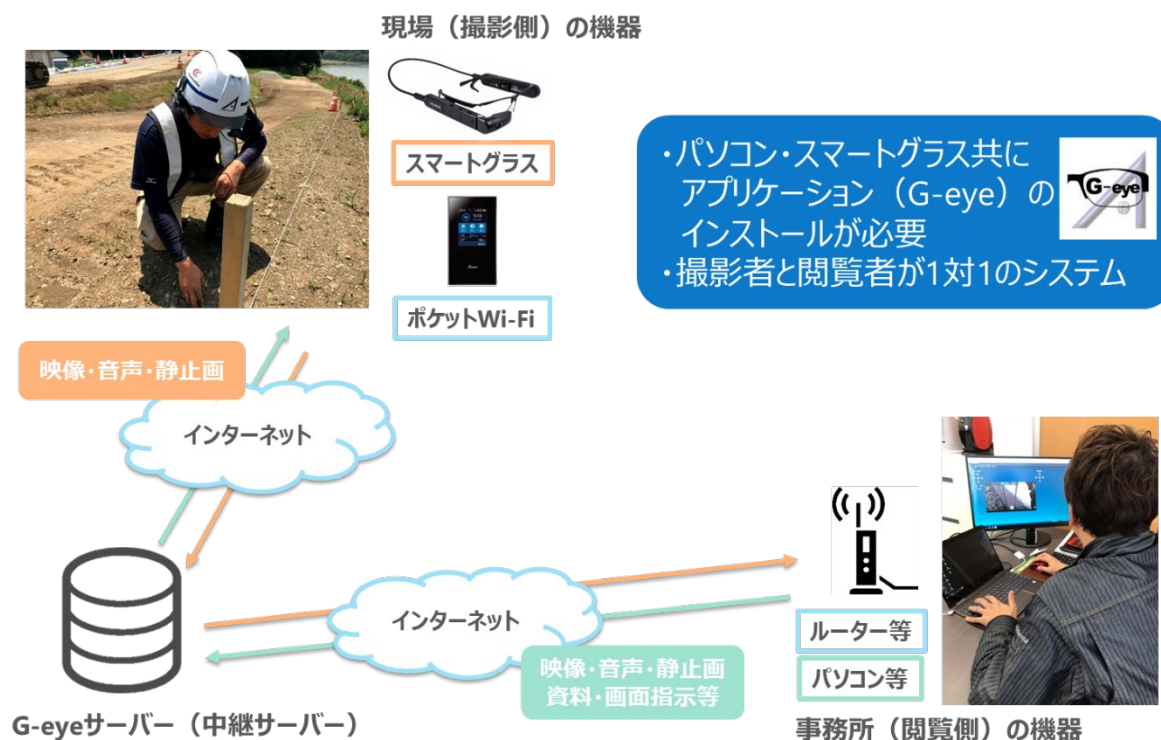 現場（撮影側）の機器
スマートグラス
ポケットWi-Fi
・パソコン・スマートグラス共に
アプリケーション（G-eye）の
インストールが必要
・撮影者と閲覧者が1対1のシステム
G-eye
映像・音声・静止画
インターネット
インターネット
映像・音声・静止画
資料・画面指示等
ルーター等
パソコン等
G-eyeサーバー（中継サーバー）
事務所（閲覧側）の機器